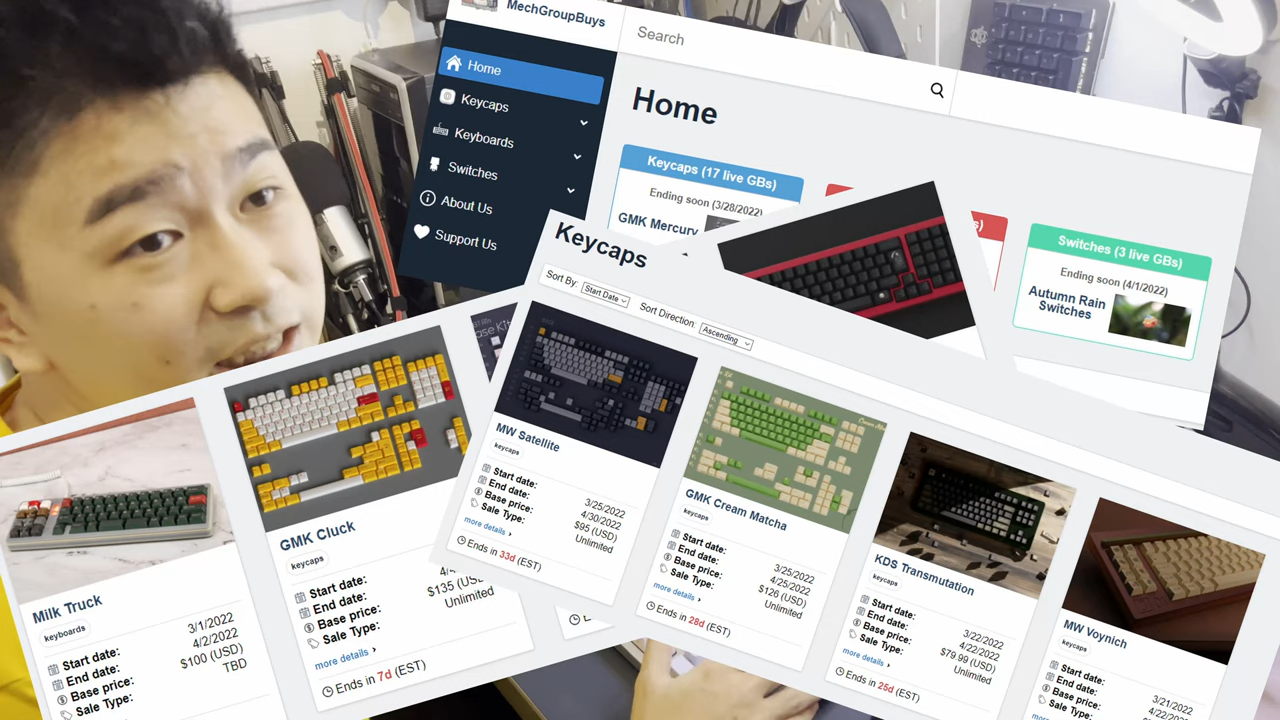 MechGroupBuys
Search
Home
Keycaps
Keyboards
Switches
About Us
Support Us
Home
Keycaps (17 live GBs)
Ending soon (3/28/2022)
GMK Mercury
s)
Switches (3 live GBs)
Ending soon (4/1/2022)
Autumn Rain
Switches
Keycaps
Sort By: Start Date
Sort Direction: Ascending
MW Satellite
keycaps
Start date: 3/25/2022
End date: 4/30/2022
Base price: $95 (USD)
Sale Type: Unlimited
more details
Ends in 33d (EST)
GMK Cream Matcha
keycaps
Start date: 3/25/2022
End date: 4/25/2022
Base price: $126 (USD)
Sale Type: Unlimited
more details
Ends in 28d (EST)
KDS Transmutation
keycaps
Start date: 3/22/2022
End date: 4/22/2022
Base price: $79.99 (USD)
Sale Type: Unlimited
more details
Ends in 25d (EST)
MW Voynich
keycaps
Start date: 3/21/2022
End date: 4/22/2022
Base price:
Milk Truck
keyboards
Start date: 3/1/2022
End date: 4/2/2022
Base price: $100 (USD)
Sale Type: TBD
GMK Cluck
keycaps
Start date:
End date: 4/
Base price: $135 (USD)
Sale Type: Unlimited
more details
Ends in 7d (EST)